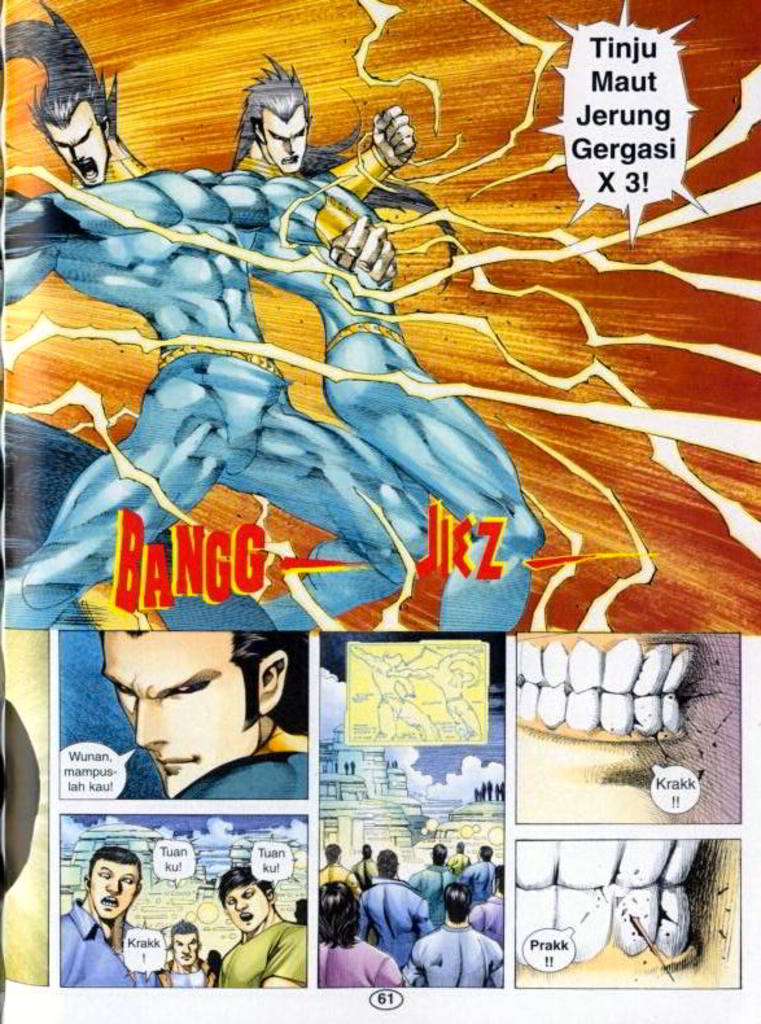 Tinju
Maut
Jerung
Gergasi
X 3!
BANGG
JIEZ
Wunan,
mampus-
lah kau!
Tuan
ku!
Tuan
ku!
Krakk
!
Krakk
!!
Prakk
!!
61